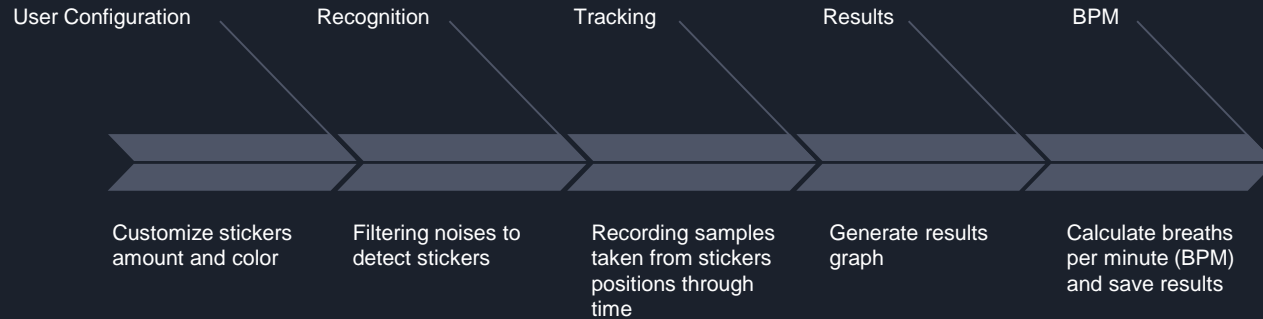 User Configuration
Recognition
Tracking
Results
BPM
Customize stickers
amount and color
Filtering noises to
detect stickers
Recording samples
taken from stickers
positions through
time
Generate results
graph
Calculate breaths
per minute (BPM)
and save results